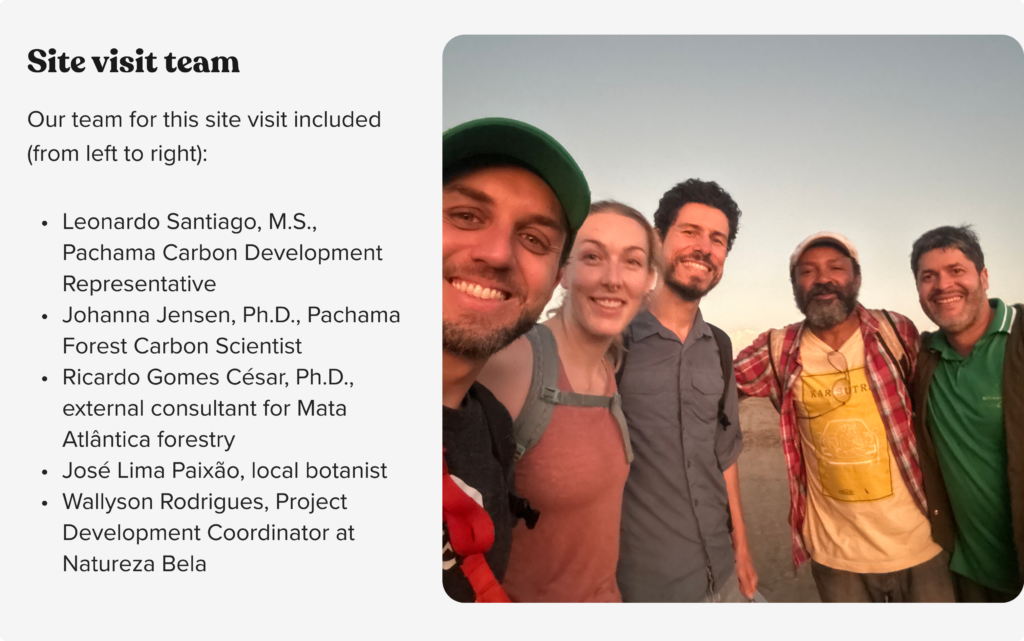 Site visit team
Our team for this site visit included
(from left to right):
• Leonardo Santiago, M.S.,
Pachama Carbon Development
Representative
• Johanna Jensen, Ph.D., Pachama
Forest Carbon Scientist
• Ricardo Gomes César, Ph.D.,
external consultant for Mata
Atlântica forestry
• José Lima Paixão, local botanist
• Wallyson Rodrigues, Project
Development Coordinator at
Natureza Bela